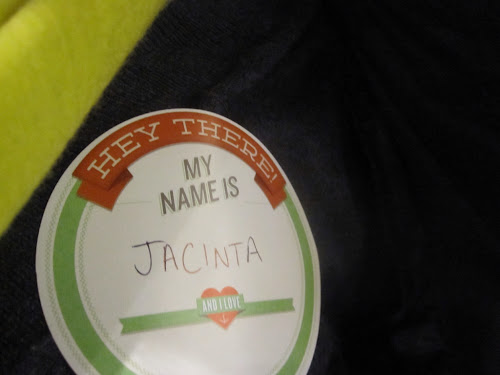 HEY THERE!
MY
NAME IS
JACINTA
AND I LOVE